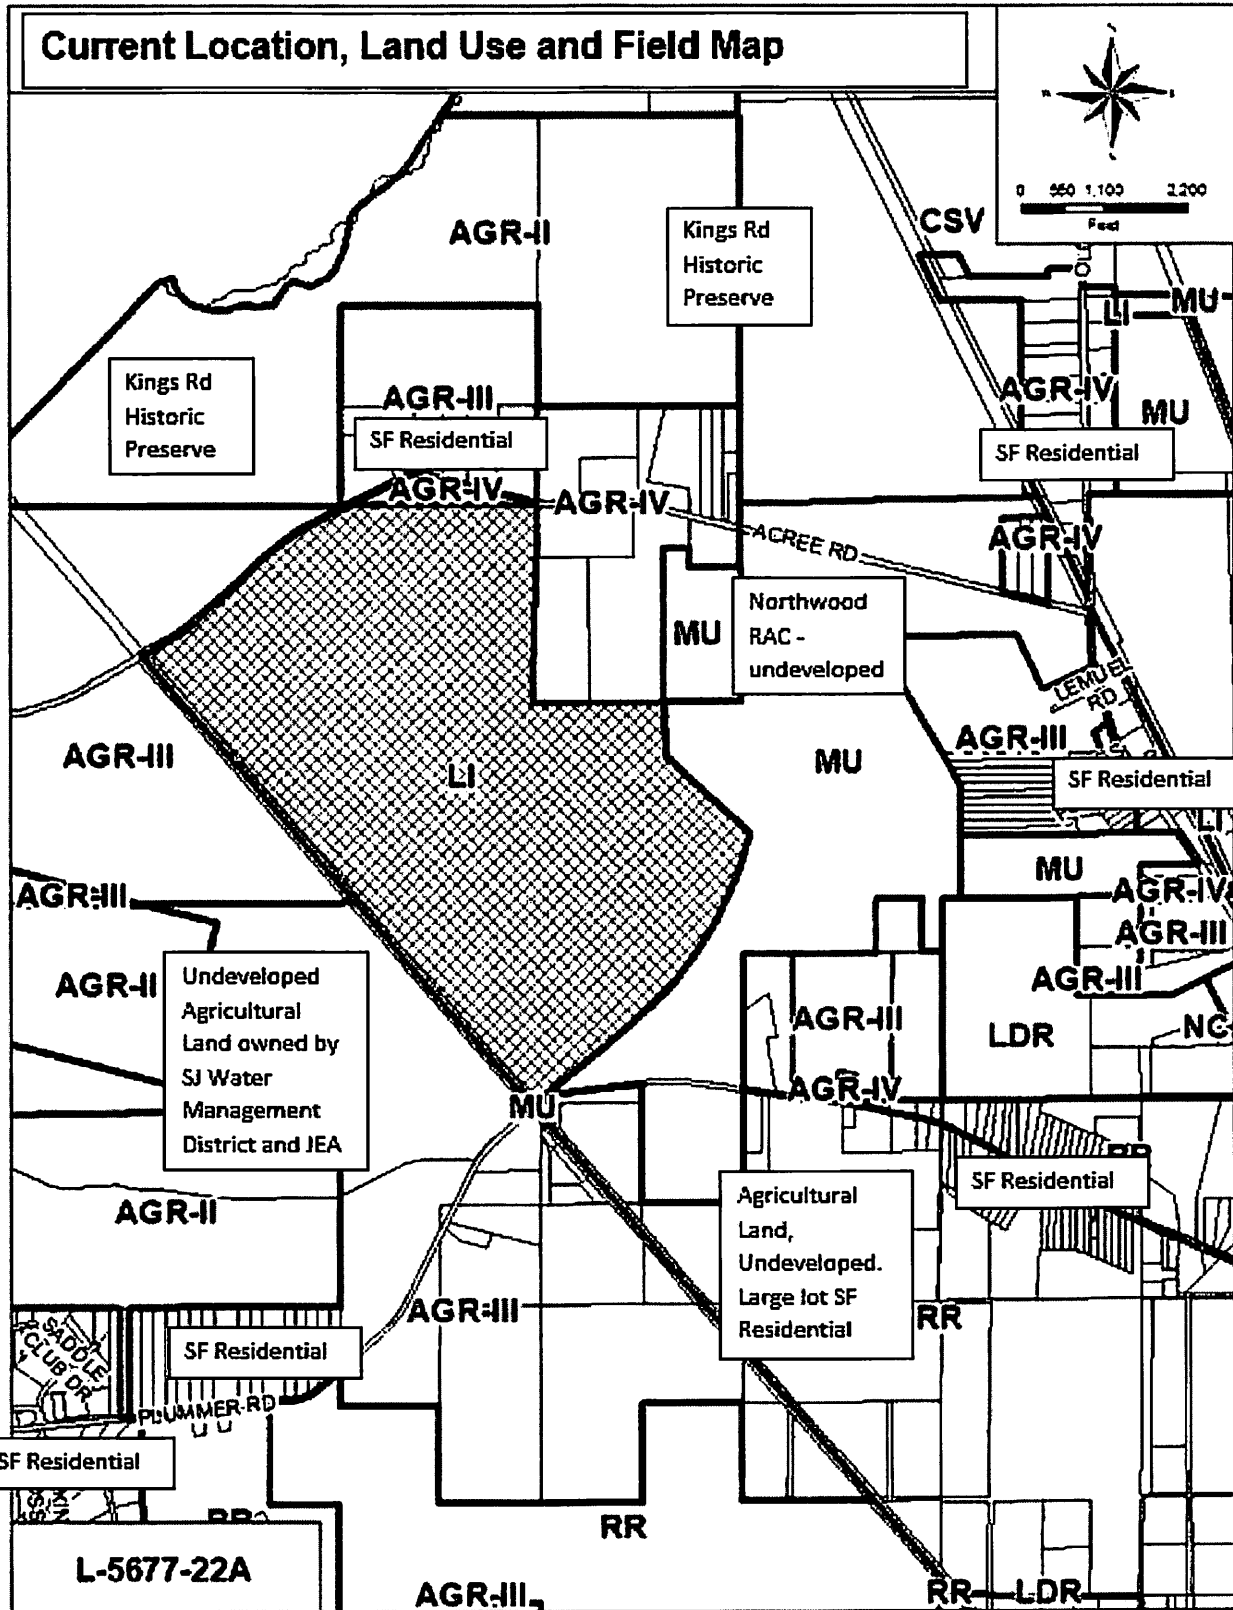 Current Location, Land Use and Field Map
0 550 1,100 2,200
Feet
CSV
AGR-II
Kings Rd
Historic
Preserve
LI
MU
Kings Rd
Historic
Preserve
AGR-III
AGR-IV
MU
SF Residential
SF Residential
AGR-IV
AGR-IV
ACREE RD
AGR-IV
Northwood
RAC -
undeveloped
MU
LEMUEL
RD
AGR-III
LI
MU
AGR-III
SF Residential
LI
MU
AGR-III
AGR-IV
AGR-III
AGR-III
AGR-II
Undeveloped
Agricultural
Land owned by
SJ Water
Management
District and JEA
AGR-III
LDR
NC
AGR-IV
MU
RR
SF Residential
AGR-II
Agricultural
Land,
Undeveloped.
Large lot SF
Residential
AGR-III
RR
SADDLE
CLUB DR
SF Residential
PLUMMER RD
SF Residential
RR
RR
L-5677-22A
AGR-III
RR
LDR